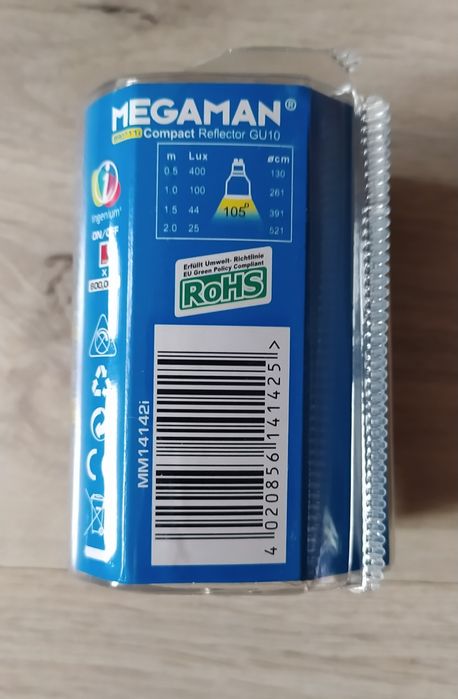 MEGAMAN®
Compact Reflector GU10
m Lux øcm
0.5 400 130
1.0 100 261
1.5 44 391
2.0 25 521
105°
ingenium®
ON/OFF
X
Erfüllt Umwelt- Richtlinie
EU Green Policy Compliant
RoHS
MM14142i
4 020856 141425 >